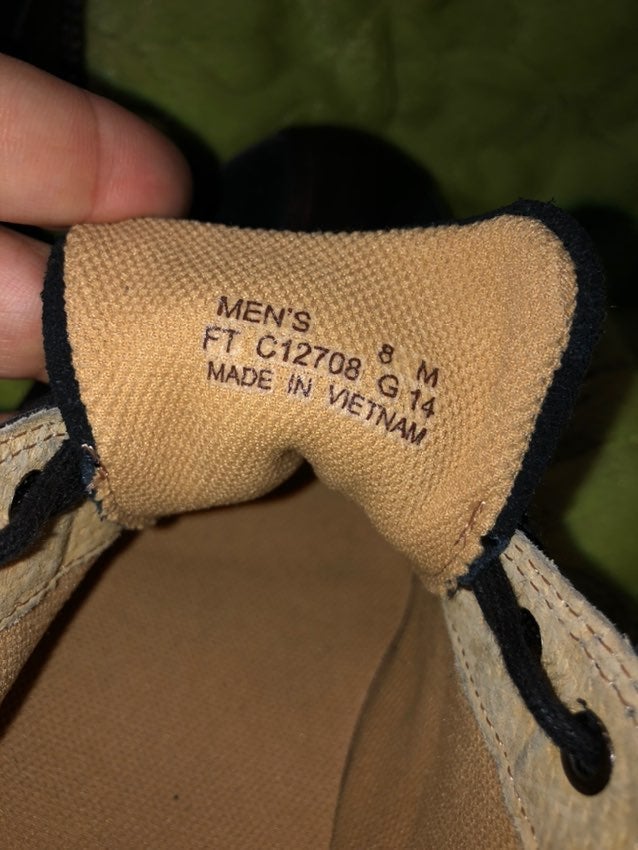 MEN'S 8 M
FT C12708 G 14
MADE IN VIETNAM